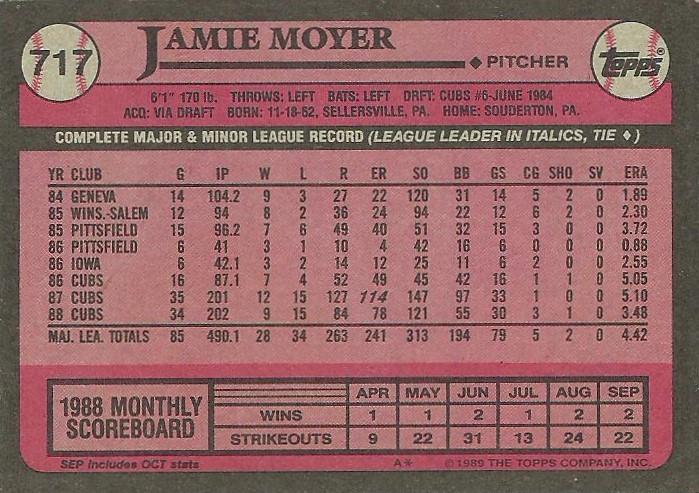 717
JAMIE MOYER
PITCHER
TOPPS®
6'1" 170 lb. THROWS: LEFT BATS: LEFT DRFT: CUBS #6-JUNE 1984
ACQ: VIA DRAFT BORN: 11-18-62, SELLERSVILLE, PA. HOME: SOUDERTON, PA.
COMPLETE MAJOR & MINOR LEAGUE RECORD (LEAGUE LEADER IN ITALICS, TIE ♦)
YR CLUB G IP W L R ER SO BB GS CG SHO SV ERA
84 GENEVA 14 104.2 9 3 27 22 120 31 14 5 2 0 1.89
85 WINS.-SALEM 12 94 8 2 36 24 94 22 12 6 2 0 2.30
85 PITTSFIELD 15 96.2 7 6 49 40 51 32 15 3 0 0 3.72
86 PITTSFIELD 6 41 3 1 10 4 42 16 6 0 0 0 0.88
86 IOWA 6 42.1 3 2 14 12 25 11 6 2 0 0 2.55
86 CUBS 16 87.1 7 4 52 49 45 42 16 1 1 0 5.05
87 CUBS 35 201 12 15 127 114 147 97 33 1 0 0 5.10
88 CUBS 34 202 9 15 84 78 121 55 30 3 1 0 3.48
MAJ. LEA. TOTALS 85 490.1 28 34 263 241 313 194 79 5 2 0 4.42
1988 MONTHLY SCOREBOARD
APR MAY JUN JUL AUG SEP
WINS 1 1 2 1 2 2
STRIKEOUTS 9 22 31 13 24 22
SEP includes OCT stats
A* © 1989 THE TOPPS COMPANY, INC.